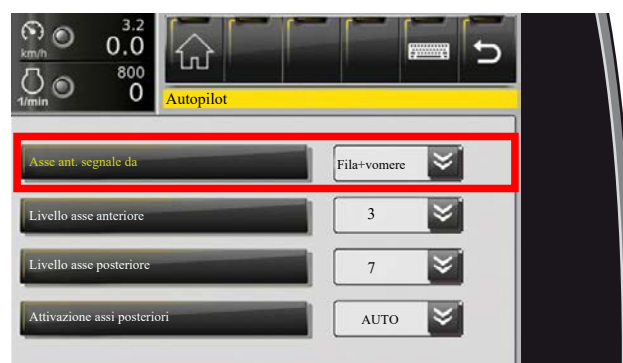 3.2
km/h 0.0
800
1/min 0
Autopilot
Asse ant. segnale da Fila+vomere
Livello asse anteriore 3
Livello asse posteriore 7
Attivazione assi posteriori AUTO